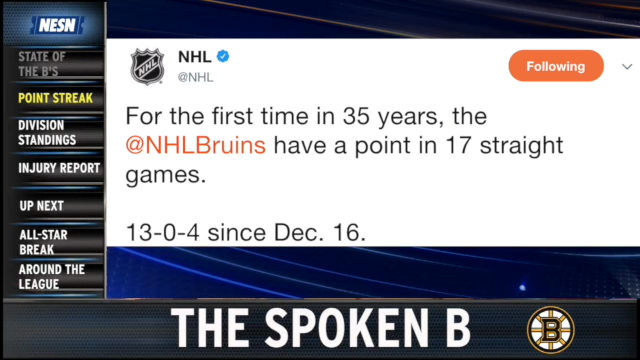 NESN
STATE OF
THE B'S
POINT STREAK
DIVISION
STANDINGS
INJURY REPORT
UP NEXT
ALL-STAR
BREAK
AROUND THE
LEAGUE
NHL
NHL
@NHL
Following
For the first time in 35 years, the
@NHLBruins have a point in 17 straight
games.
13-0-4 since Dec. 16.
THE SPOKEN B
B